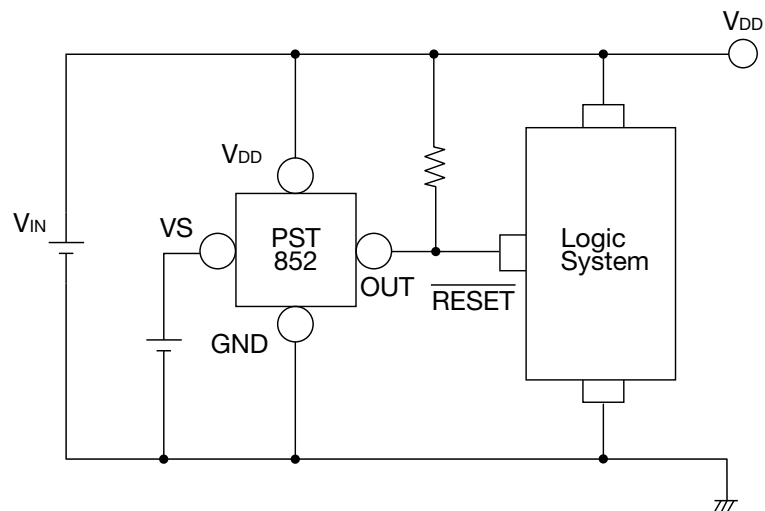 VDD
VDD
VIN
VS
PST
852
OUT
GND
RESET
Logic
System